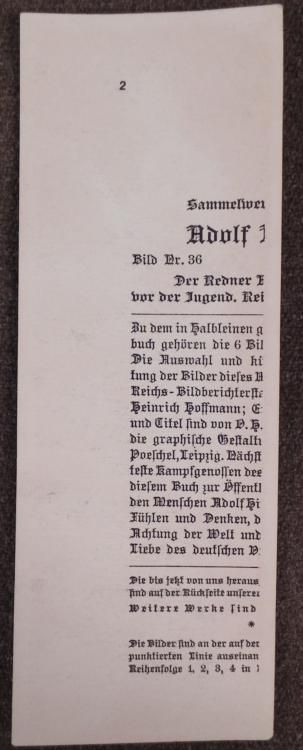 2
Sammelwer
Adolf H
Bild Nr. 36
Der Redner
vor der Jugend. Rei
Zu dem in Halbleinen g
buch gehören die 6 Bil
Die Auswahl und kü
tung der Bilder dieses W
Reichs-Bildberichtersta
Heinrich Hoffmann; E
und Titel sind von P. H.
die graphische Gestalt
Poeschel, Leipzig. Nächst
teste Kampfgenossen des
diesem Buch zur Öffentl
den Menschen Adolf Hi
Fühlen und Denken, d
Achtung der Welt und
Liebe des deutschen V
Die bis jetzt von uns heraus
sind auf der Rückseite unserer
Weitere Werke sind
*
Die Bilder sind an der auf der
punktierten Linie auseinan
Reihenfolge 1, 2, 3, 4 in